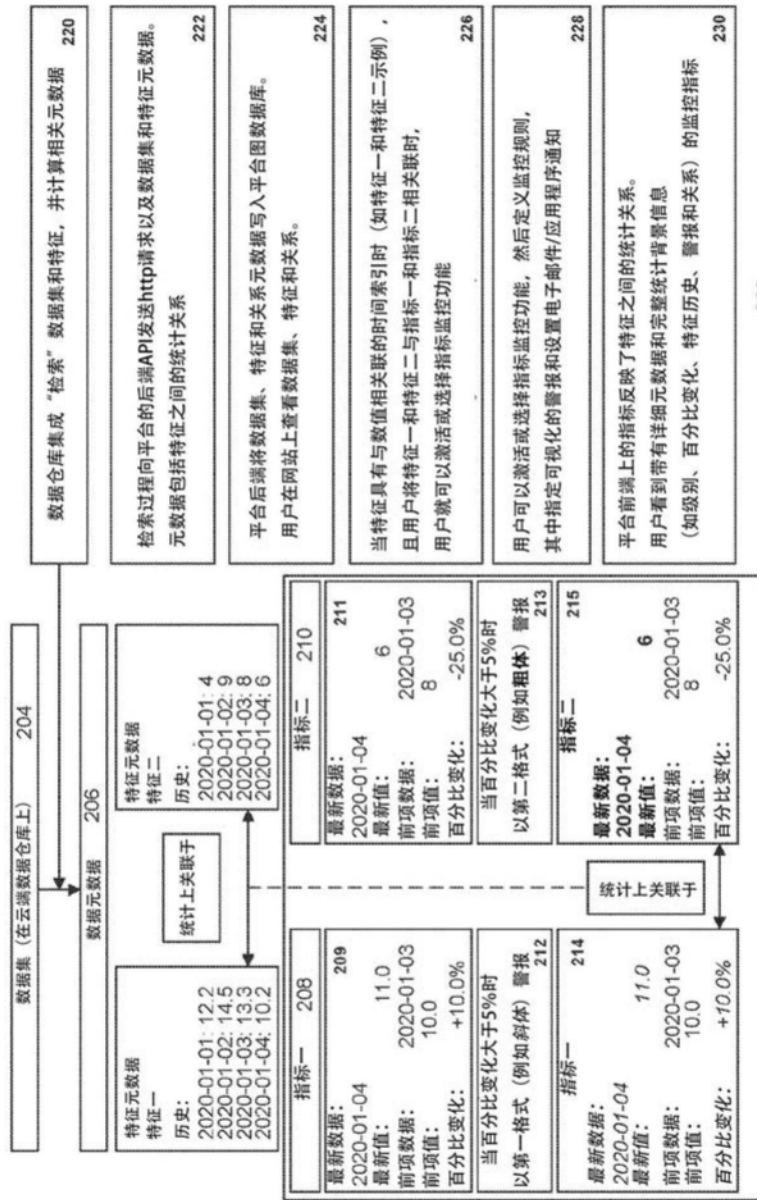 数据集（在云端数据仓库上） 204
数据元数据 206
特征元数据
特征一
历史：
2020-01-01: 12.2
2020-01-02: 14.5
2020-01-03: 13.3
2020-01-04: 10.2
统计上关联于
特征元数据
特征二
历史：
2020-01-01: 4
2020-01-02: 9
2020-01-03: 8
2020-01-04: 6
指标一 208
最新数据： 209
2020-01-04
最新值： 11.0
前项数据： 2020-01-03
前项值： 10.0
百分比变化： +10.0%
当百分比变化大于5%时
以第一格式（例如斜体）警报 212
指标一 214
最新数据：
2020-01-04
最新值： 11.0
前项数据： 2020-01-03
前项值： 10.0
百分比变化： +10.0%
统计上关联于
指标二 210
最新数据： 211
2020-01-04
最新值： 6
前项数据： 2020-01-03
前项值： 8
百分比变化： -25.0%
当百分比变化大于5%时
以第二格式（例如粗体）警报 213
指标二 215
最新数据：
2020-01-04
最新值： 6
前项数据： 2020-01-03
前项值： 8
百分比变化： -25.0%
数据仓库集成“检索”数据集和特征，并计算相关元数据
220
检索过程向平台的后端API发送http请求以及数据集和特征元数据。
元数据包括特征之间的统计关系
222
平台后端将数据集、特征和关系元数据写入平台图数据库。
用户在网站上查看数据集、特征和关系。
224
当特征具有与数值相关联的时间索引时（如特征一和特征二示例），
且用户将特征一和特征二与指标一和指标二相关联时，
用户就可以激活或选择指标监控功能
226
用户可以激活或选择指标监控功能，然后定义监控规则，
其中指定可视化的警报和设置电子邮件/应用程序通知
228
平台前端上的指标反映了特征之间的统计关系。
用户看到带有详细元数据和完整统计背景信息
（如级别、百分比变化、特征历史、警报和关系）的监控指标
230